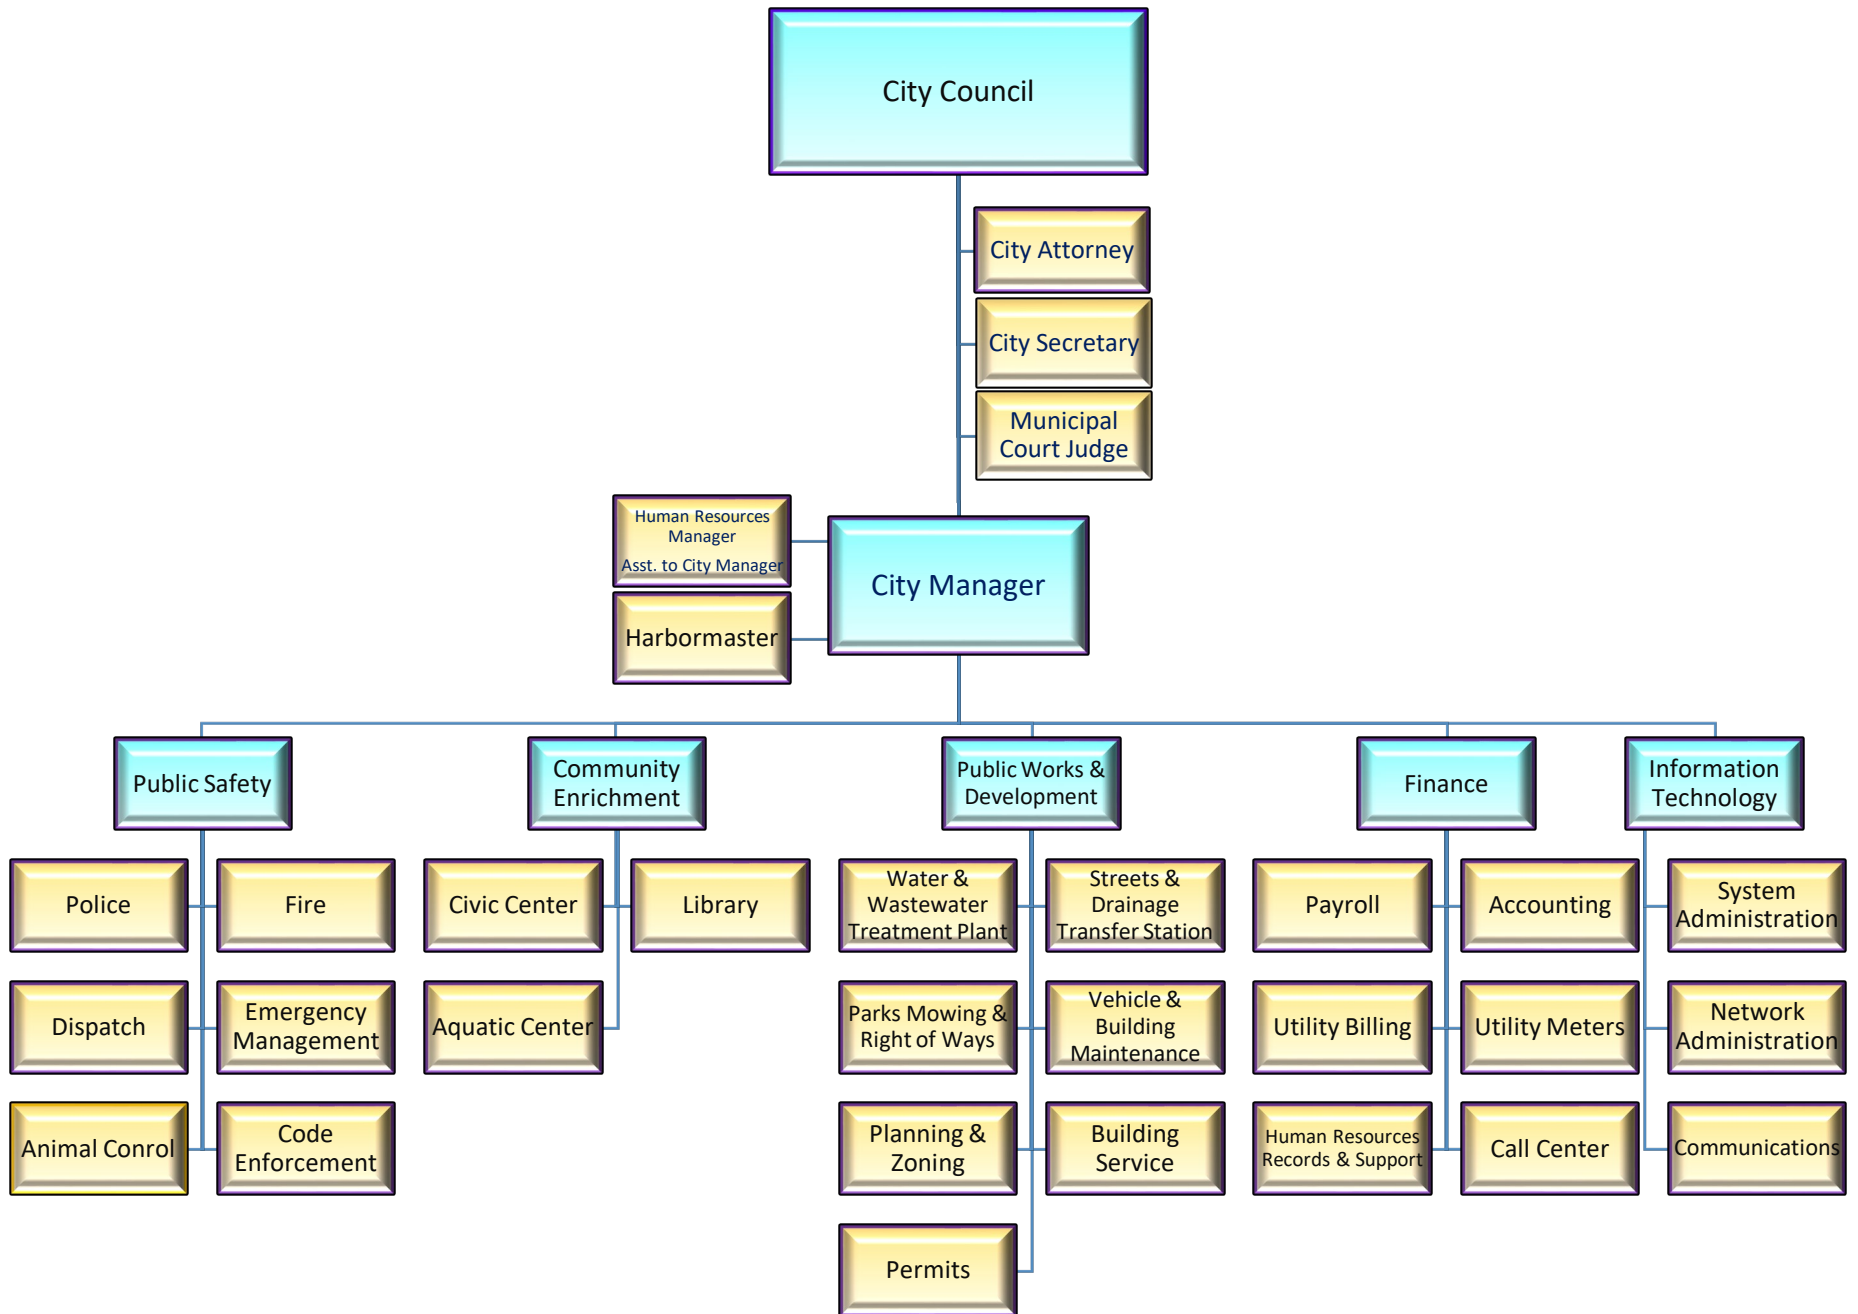 City Council
City Attorney
City Secretary
Municipal
Court Judge
Human Resources
Manager
Asst. to City Manager
City Manager
Harbormaster
Public Safety
Community
Enrichment
Public Works &
Development
Finance
Information
Technology
Police
Fire
Civic Center
Library
Water &
Wastewater
Treatment Plant
Streets &
Drainage
Transfer Station
Payroll
Accounting
System
Administration
Dispatch
Emergency
Management
Aquatic Center
Parks Mowing &
Right of Ways
Vehicle &
Building
Maintenance
Utility Billing
Utility Meters
Network
Administration
Animal Conrol
Code
Enforcement
Planning &
Zoning
Building
Service
Human Resources
Records & Support
Call Center
Communications
Permits